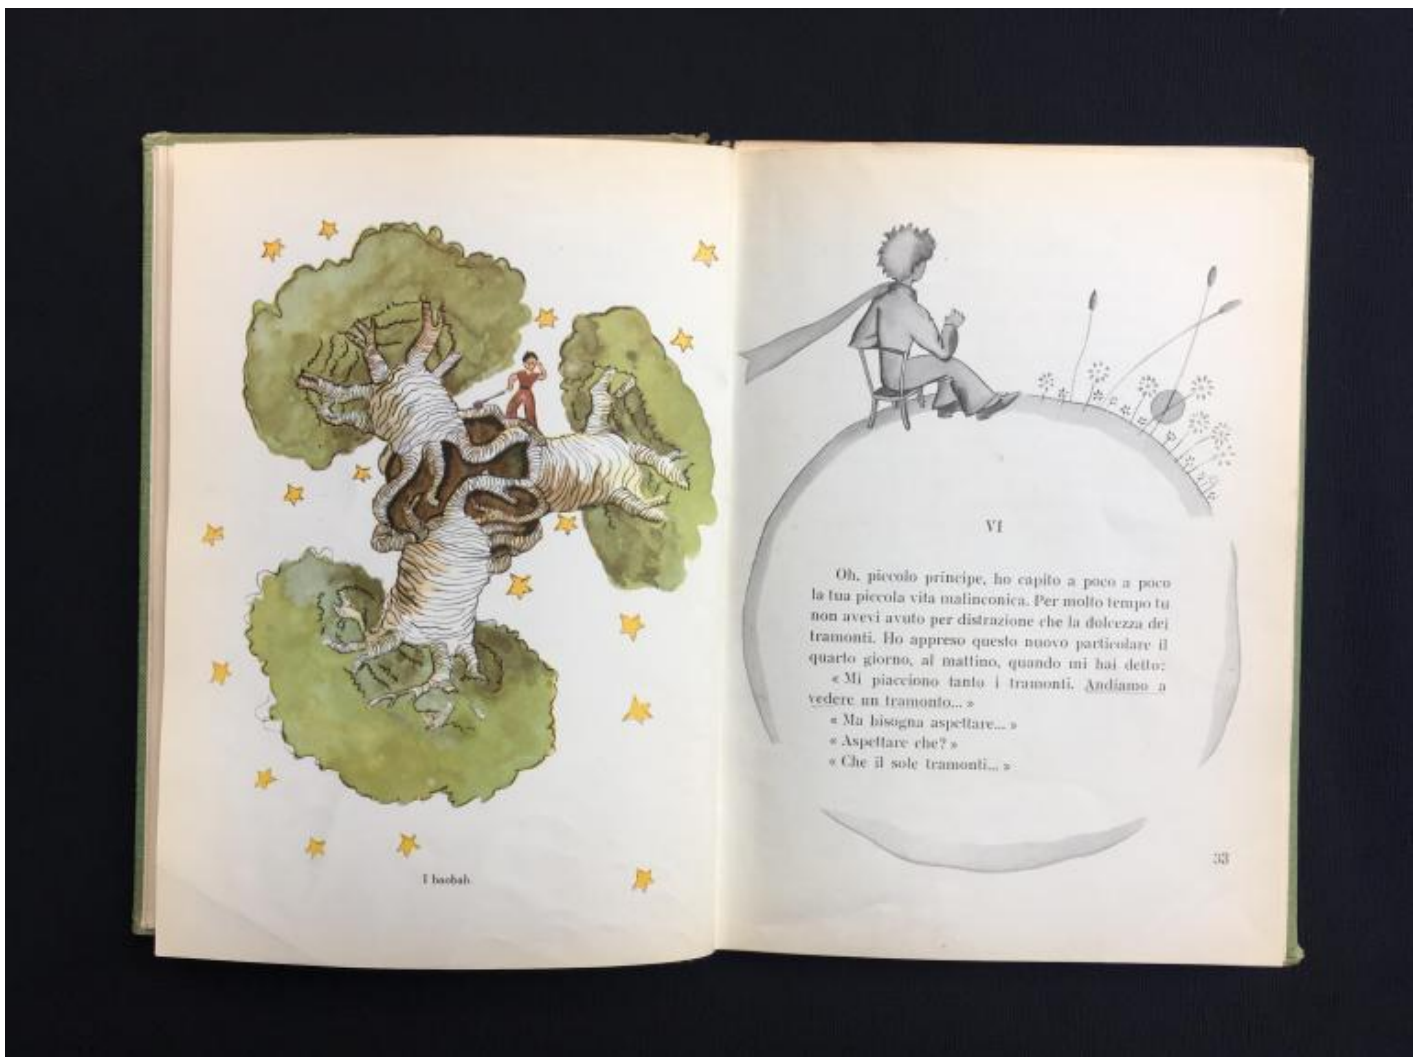 I baobab
VI
Oh, piccolo principe, ho capito a poco a poco
la tua piccola vita malinconica. Per molto tempo tu
non avevi avuto per distrazione che la dolcezza dei
tramonti. Ho appreso questo nuovo particolare il
quarto giorno, al mattino, quando mi hai detto:
« Mi piacciono tanto i tramonti. Andiamo a
vedere un tramonto... »
« Ma bisogna aspettare... »
« Aspettare che? »
« Che il sole tramonti... »
33